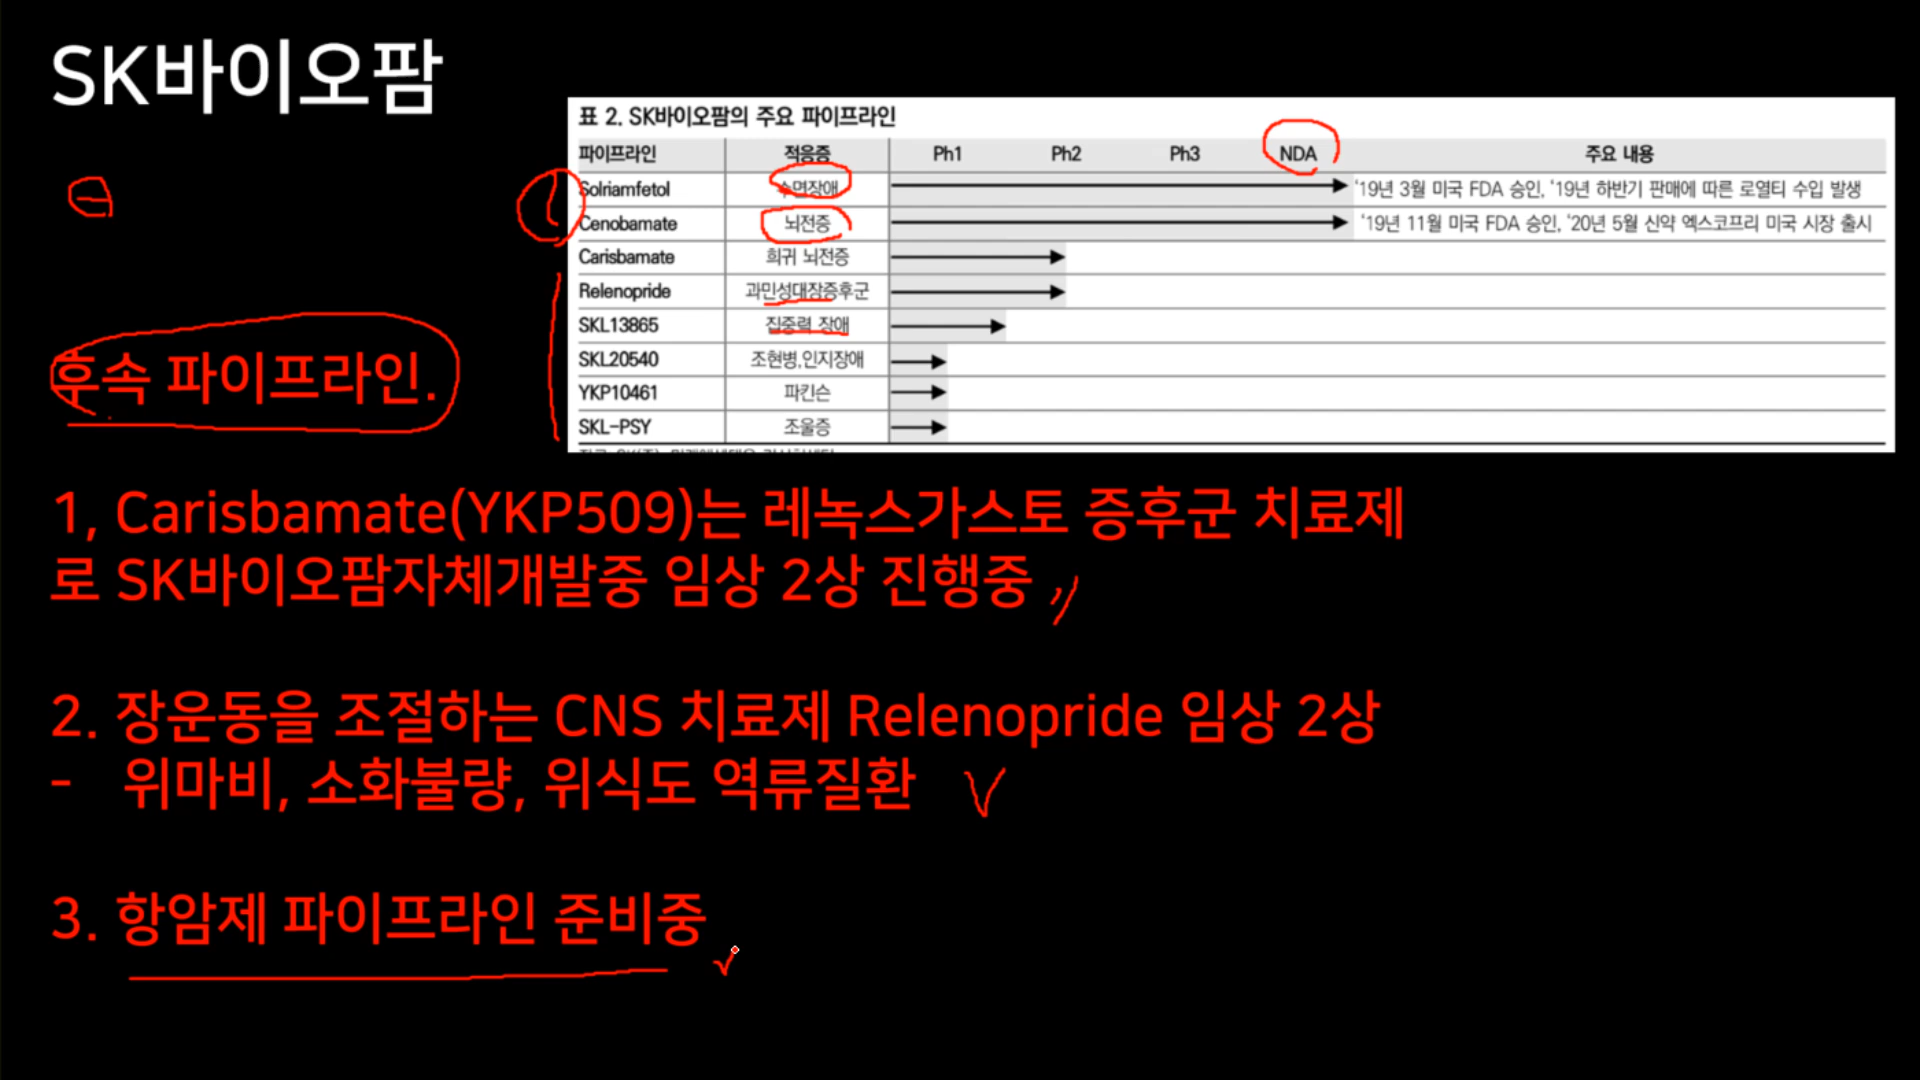 SK바이오팜
표 2. SK바이오팜의 주요 파이프라인
파이프라인 적응증 Ph1 Ph2 Ph3 NDA 주요 내용
Solriamfetol 수면장애 '19년 3월 미국 FDA 승인, '19년 하반기 판매에 따른 로열티 수입 발생
Cenobamate 뇌전증 '19년 11월 미국 FDA 승인, '20년 5월 신약 엑스코프리 미국 시장 출시
Carisbamate 희귀 뇌전증
Relenopride 과민성대장증후군
SKL13865 집중력 장애
SKL20540 조현병,인지장애
YKP10461 파킨슨
SKL-PSY 조울증
후속 파이프라인.
1, Carisbamate(YKP509)는 레녹스가스토 증후군 치료제
로 SK바이오팜자체개발중 임상 2상 진행중
2. 장운동을 조절하는 CNS 치료제 Relenopride 임상 2상
- 위마비, 소화불량, 위식도 역류질환
3. 항암제 파이프라인 준비중